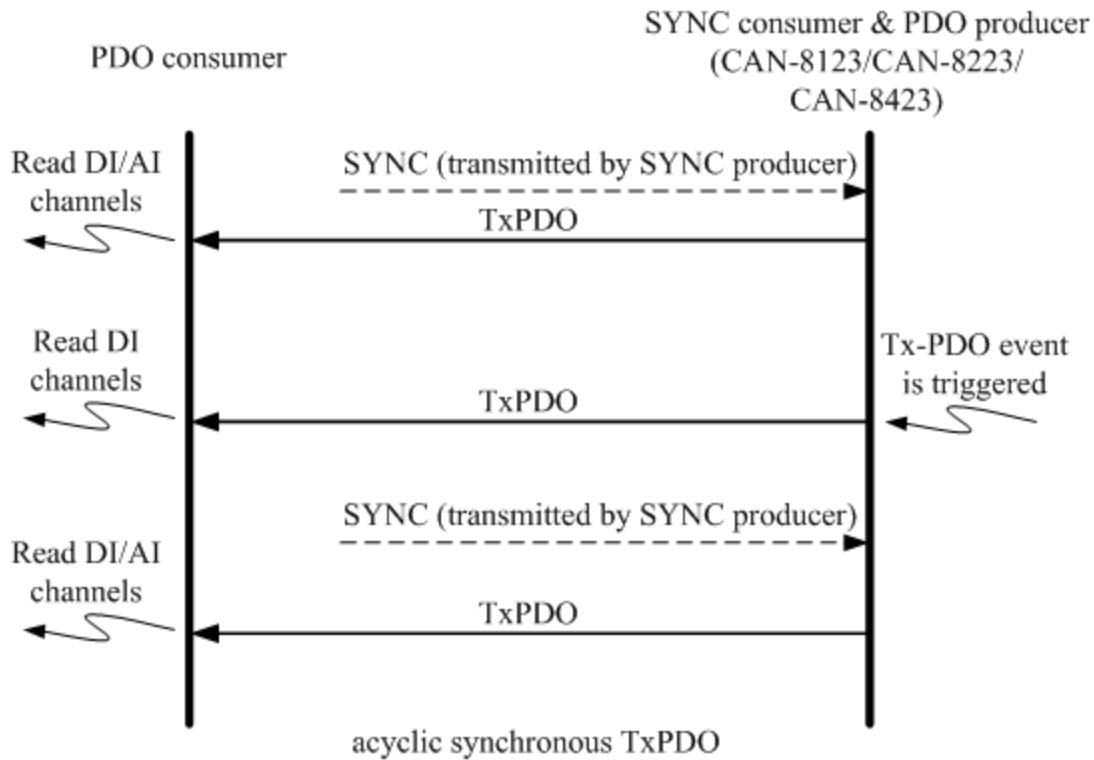 PDO consumer
SYNC consumer & PDO producer
(CAN-8123/CAN-8223/
CAN-8423)
Read DI/AI
channels
SYNC (transmitted by SYNC producer)
TxPDO
Read DI
channels
TxPDO
Tx-PDO event
is triggered
SYNC (transmitted by SYNC producer)
Read DI/AI
channels
TxPDO
acyclic synchronous TxPDO